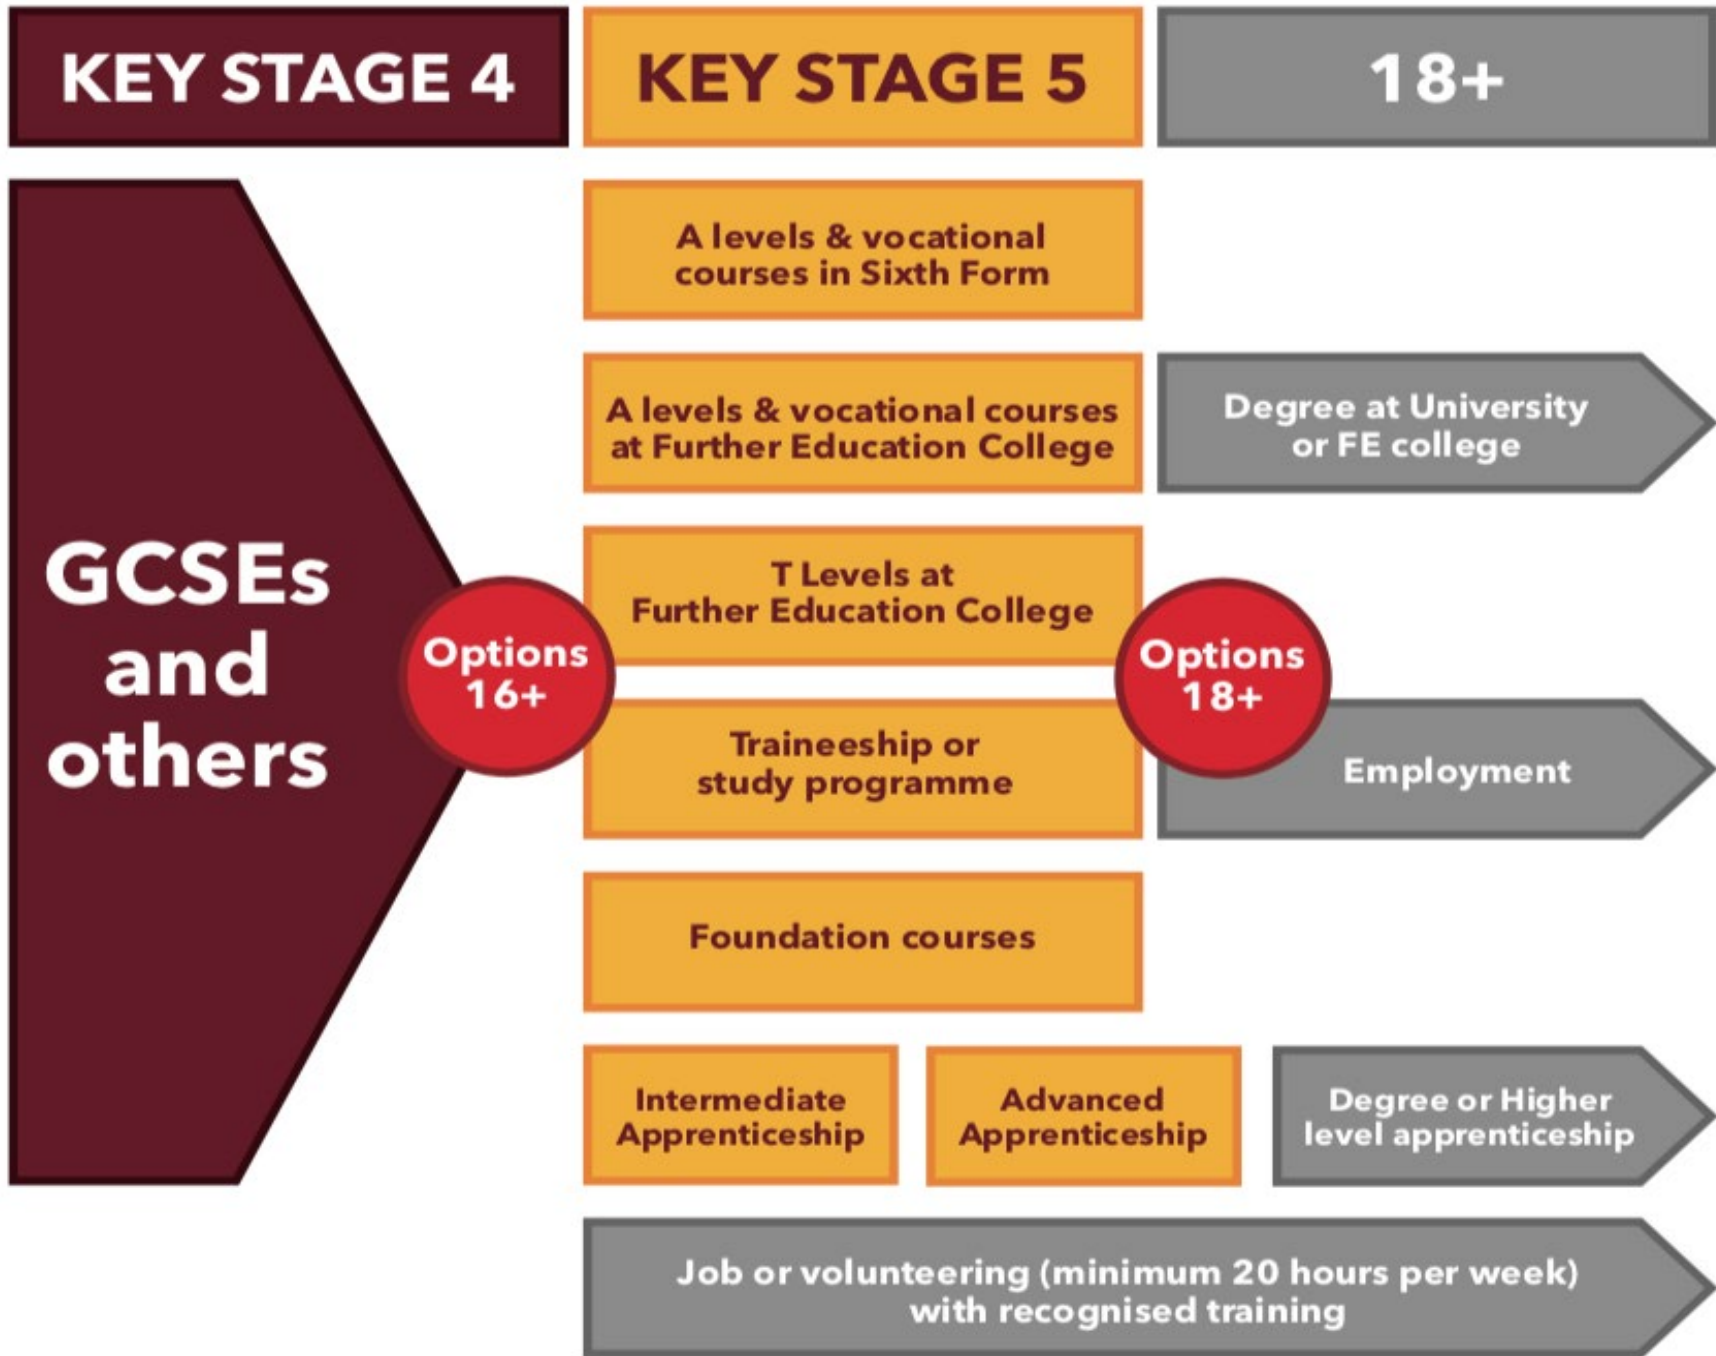 KEY STAGE 4
KEY STAGE 5
18+
GCSEs
and
others
Options
16+
A levels & vocational
courses in Sixth Form
A levels & vocational courses
at Further Education College
T Levels at
Further Education College
Traineeship or
study programme
Foundation courses
Intermediate
Apprenticeship
Advanced
Apprenticeship
Options
18+
Degree at University
or FE college
Employment
Degree or Higher
level apprenticeship
Job or volunteering (minimum 20 hours per week)
with recognised training